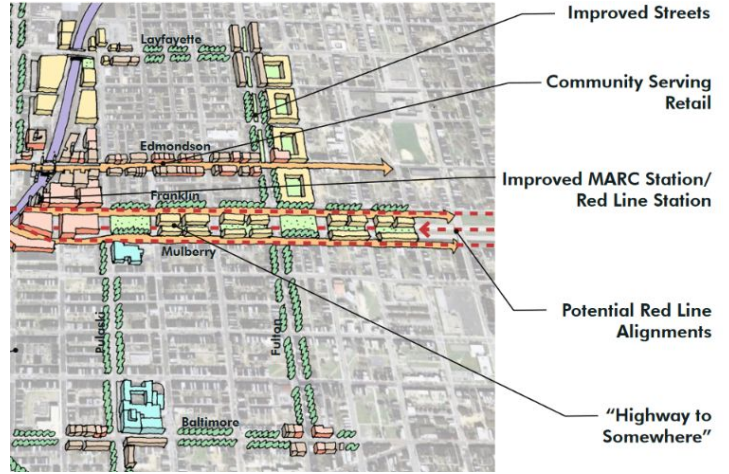 Improved Streets
Layfayette
Community Serving
Retail
Edmondson
Improved MARC Station/
Red Line Station
Franklin
Mulberry
Potential Red Line
Alignments
Pulaski
Fulton
"Highway to
Somewhere"
Baltimore